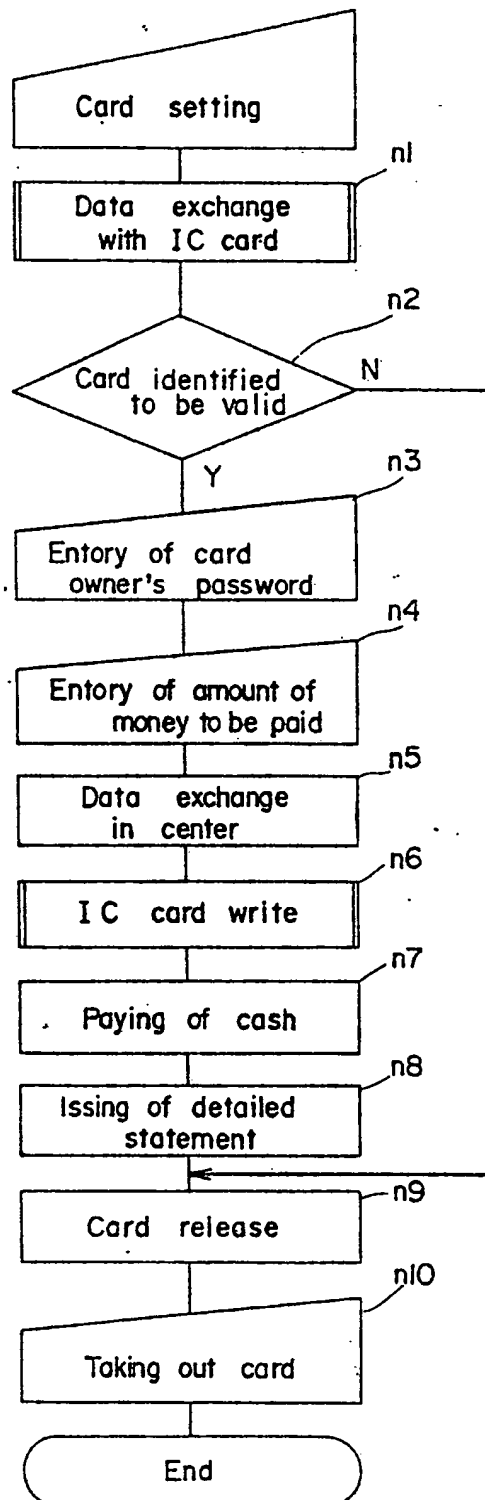 Card setting
n1
Data exchange
with IC card
n2
Card identified
to be valid
N
Y
n3
Entory of card
owner's password
n4
Entory of amount of
money to be paid
n5
Data exchange
in center
n6
IC card write
n7
Paying of cash
n8
Issing of detailed
statement
n9
Card release
n10
Taking out card
End